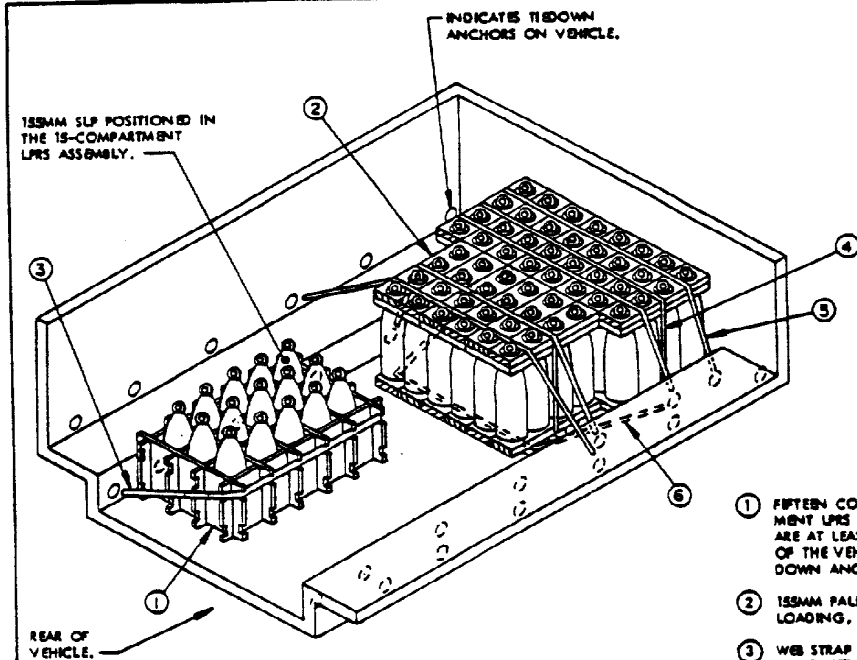 INDICATES TIEDOWN
ANCHORS ON VEHICLE.
155MM SLP POSITIONED IN
THE 15-COMPARTMENT
LPRS ASSEMBLY.
2
3
4
5
6
1
REAR OF
VEHICLE.
1 FIFTEEN CO
MENT LPRS
ARE AT LEAS
OF THE VEH
DOWN ANC
2 155MM PALL
LOADING.
3 WEB STRAP